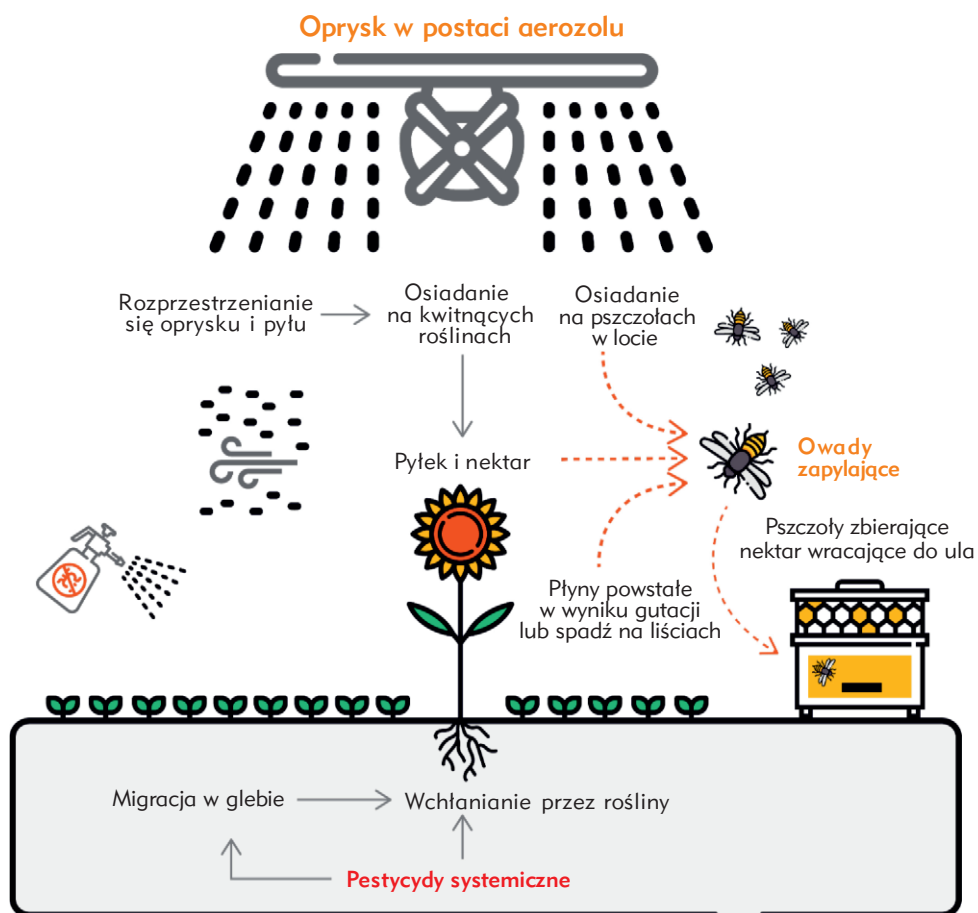 Oprysk w postaci aerozolu
Rozprzestrzenianie
się oprysku i pyłu
Osiadanie
na kwitnących
roślinach
Osiadanie
na pszczołach
w locie
Pyłek i nektar
Owady
zapylające
Pszczoły zbierające
nektar wracające do ula
Płyny powstałe
w wyniku gutacji
lub spadź na liściach
Migracja w glebie
Wchłanianie przez rośliny
Pestycydy systemiczne